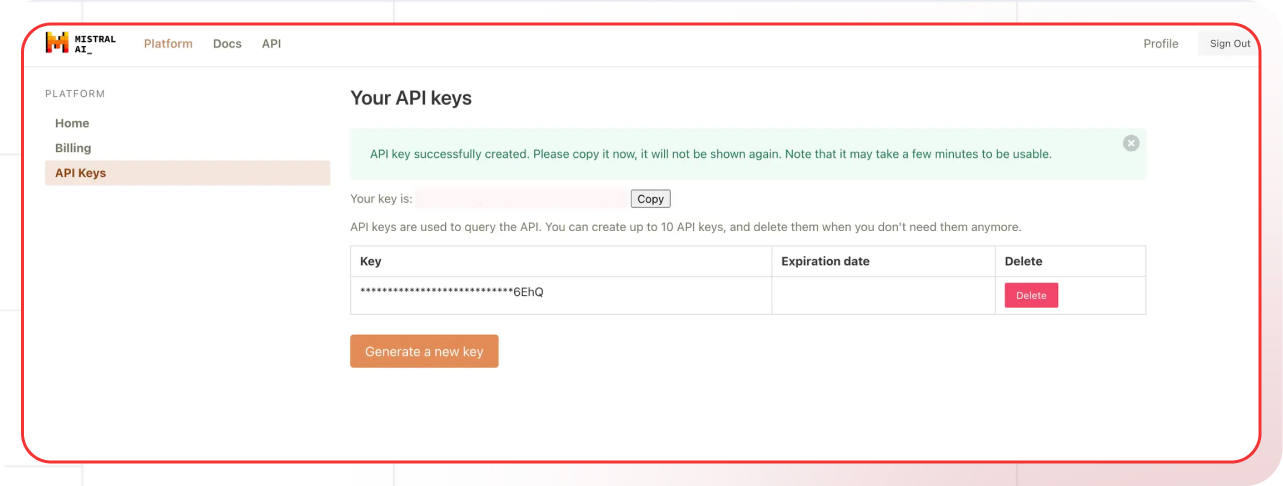 MISTRAL
AI_
Platform Docs API
Profile Sign Out
PLATFORM
Home
Billing
API Keys
Your API keys
API key successfully created. Please copy it now, it will not be shown again. Note that it may take a few minutes to be usable.
Your key is: Copy
API keys are used to query the API. You can create up to 10 API keys, and delete them when you don't need them anymore.
Key Expiration date Delete
****************************6EhQ Delete
Generate a new key